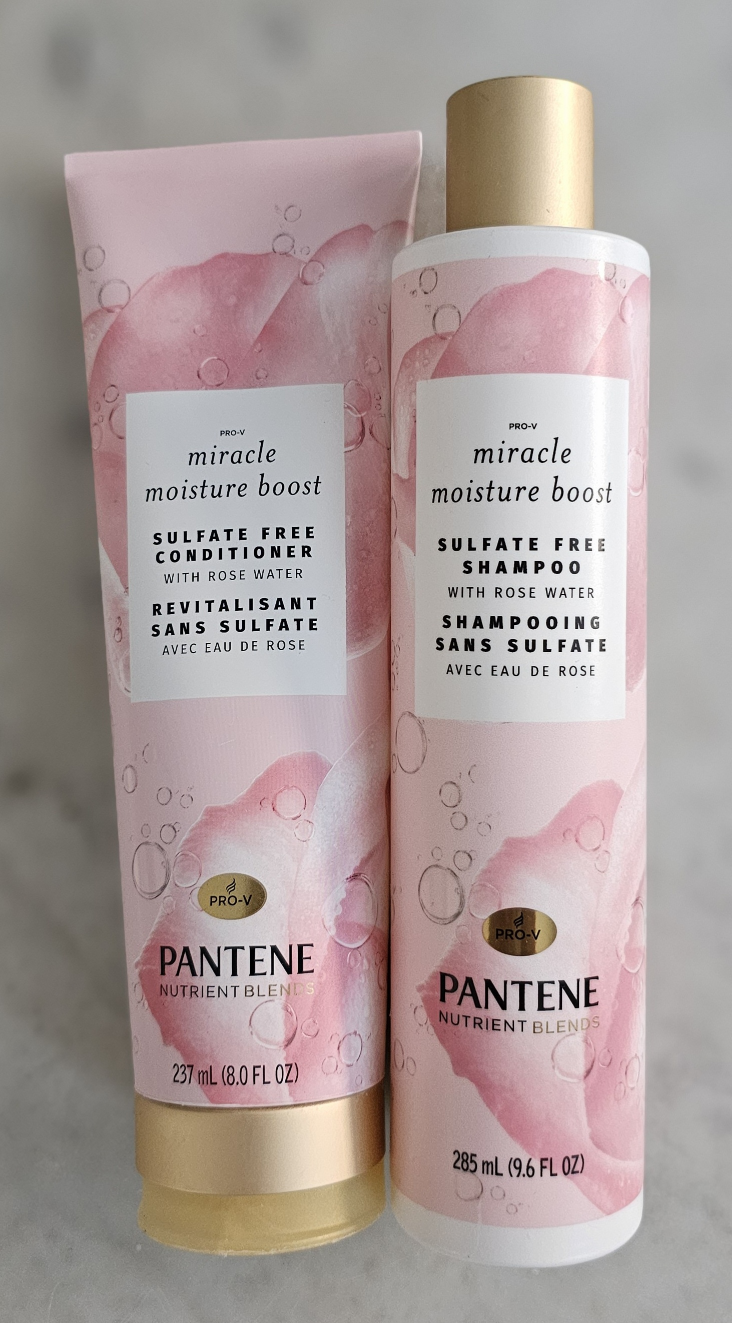 PRO-V
miracle
moisture boost
SULFATE FREE
CONDITIONER
WITH ROSE WATER
REVITALISANT
SANS SULFATE
AVEC EAU DE ROSE
PRO-V
PANTENE
NUTRIENT BLENDS
237 mL (8.0 FL OZ)
PRO-V
miracle
moisture boost
SULFATE FREE
SHAMPOO
WITH ROSE WATER
SHAMPOOING
SANS SULFATE
AVEC EAU DE ROSE
PRO-V
PANTENE
NUTRIENT BLENDS
285 mL (9.6 FL OZ)